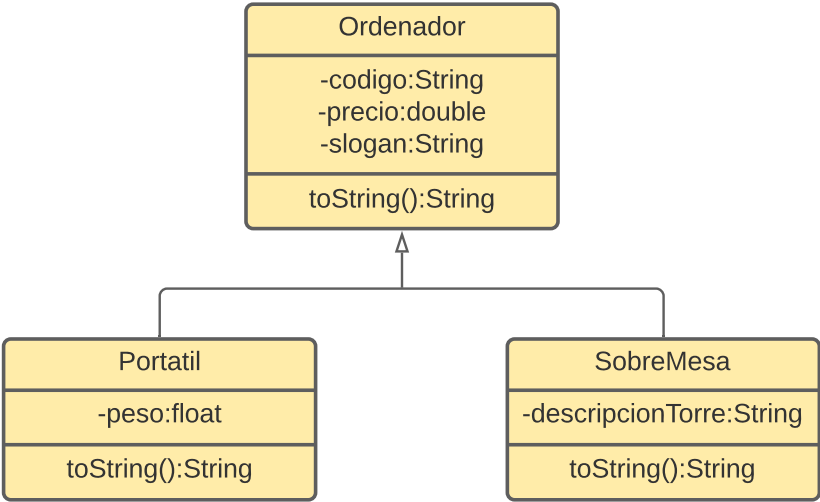 Ordenador
-codigo:String
-precio:double
-slogan:String
toString():String
Portatil
-peso:float
toString():String
SobreMesa
-descripcionTorre:String
toString():String